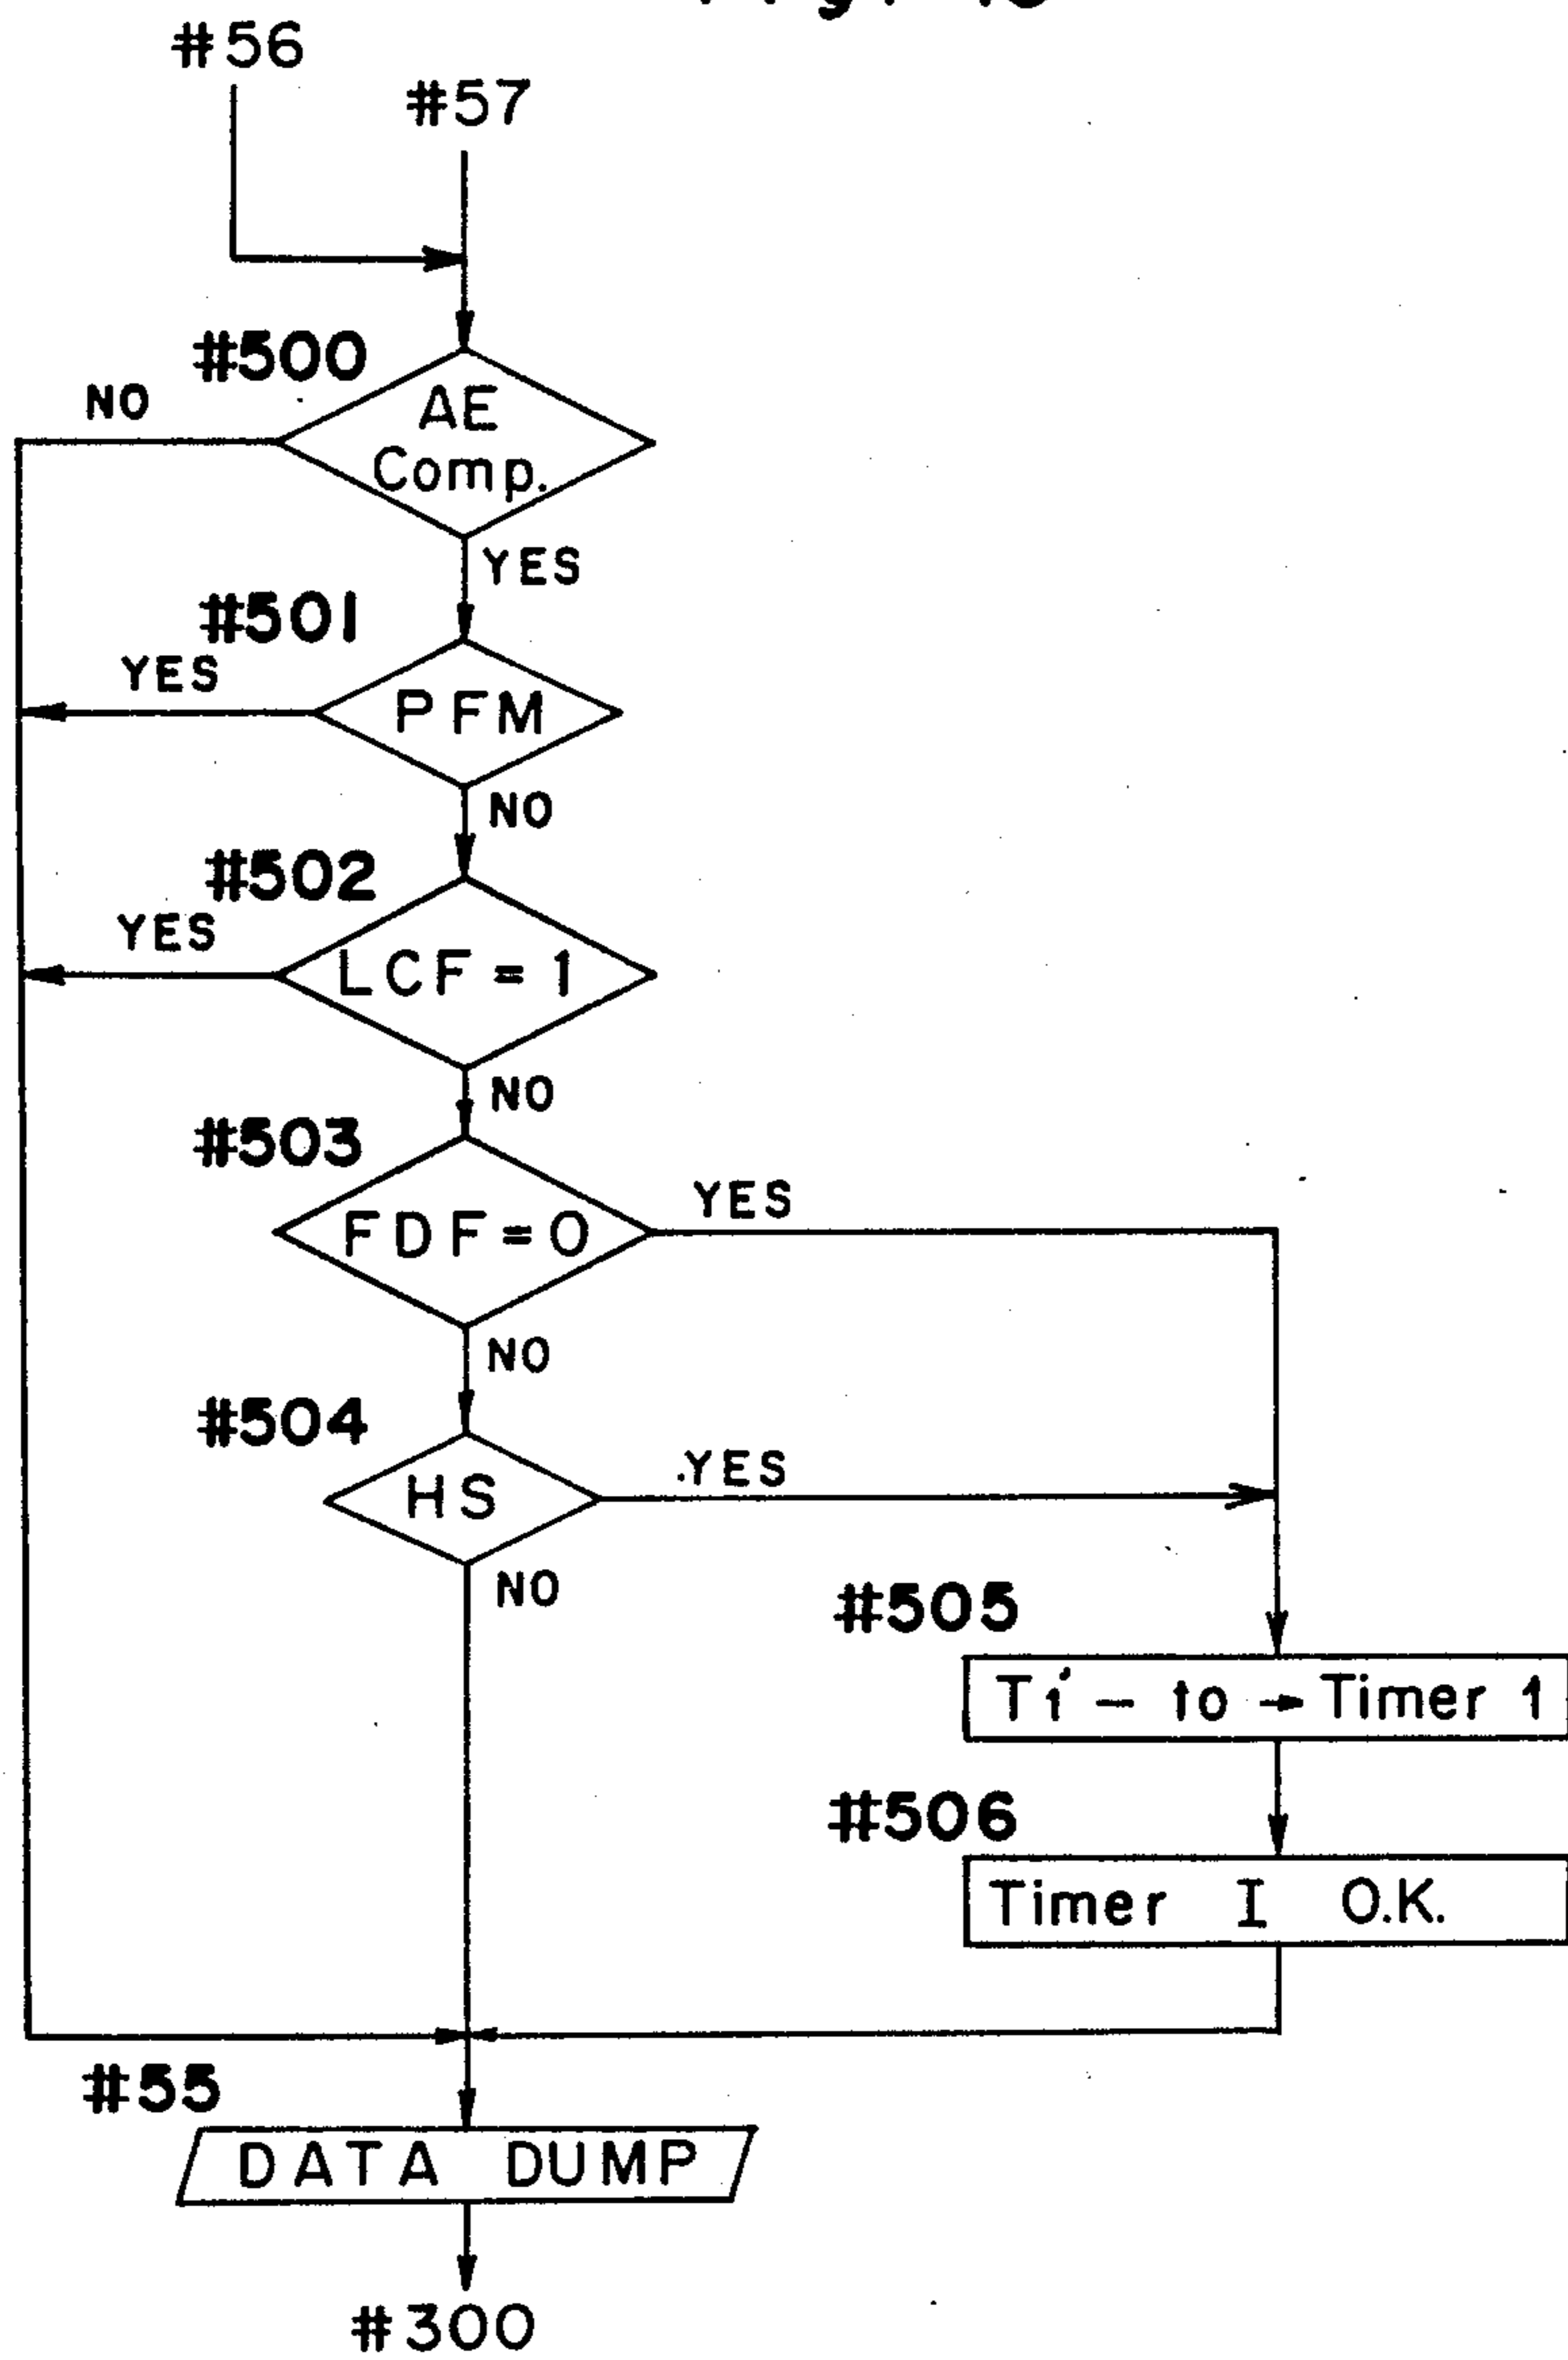 #56
#57
#500
NO
AE
Comp.
YES
#501
YES
PFM
NO
#502
YES
LCF = 1
NO
#503
FDF = 0
YES
NO
#504
HS
YES
NO
#505
T1' - to → Timer 1
#506
Timer I O.K.
#55
DATA DUMP
#300